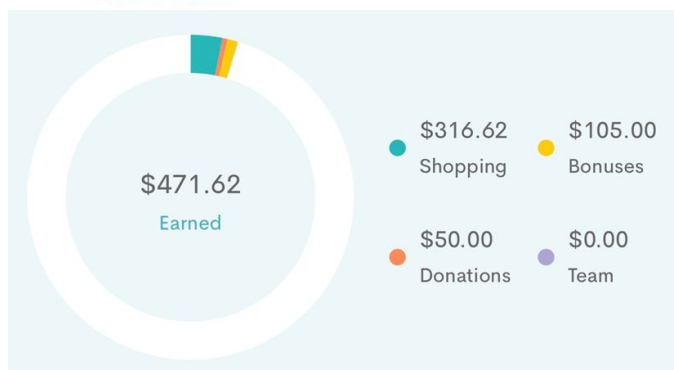 $471.62
Earned
$316.62
Shopping
$105.00
Bonuses
$50.00
Donations
$0.00
Team